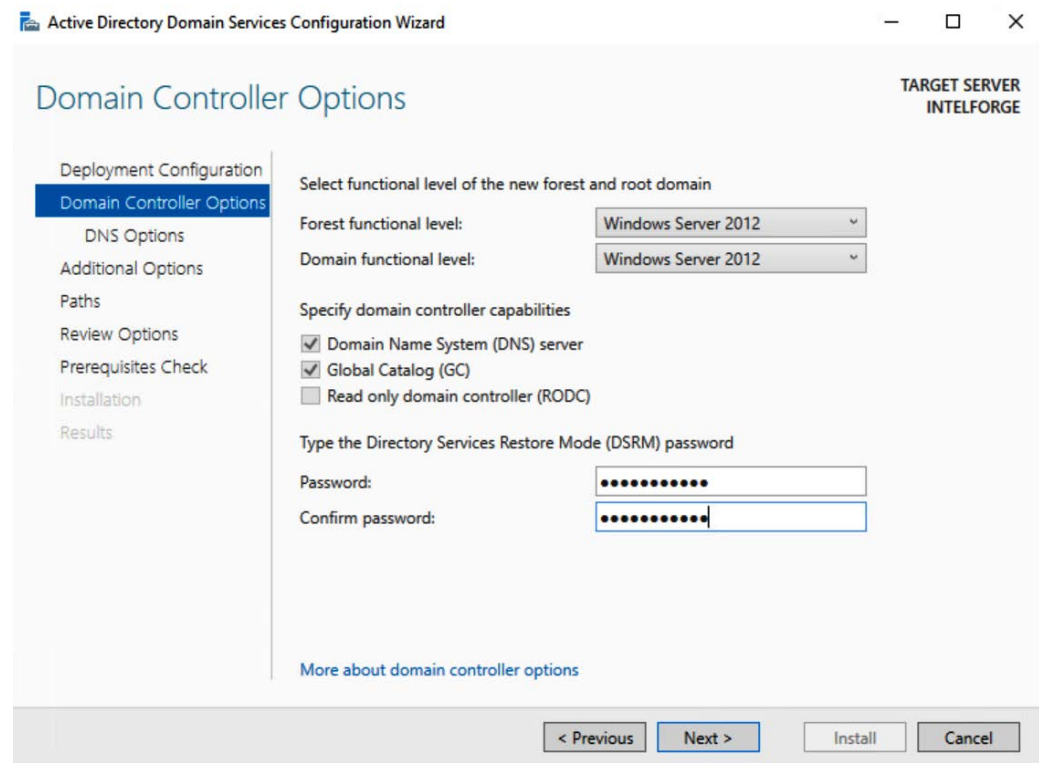 Active Directory Domain Services Configuration Wizard
Domain Controller Options
TARGET SERVER
INTELFORGE
Deployment Configuration
Domain Controller Options
DNS Options
Additional Options
Paths
Review Options
Prerequisites Check
Installation
Results
Select functional level of the new forest and root domain
Forest functional level: Windows Server 2012
Domain functional level: Windows Server 2012
Specify domain controller capabilities
Domain Name System (DNS) server
Global Catalog (GC)
Read only domain controller (RODC)
Type the Directory Services Restore Mode (DSRM) password
Password: •••••••••••
Confirm password: •••••••••••
More about domain controller options
< Previous Next > Install Cancel